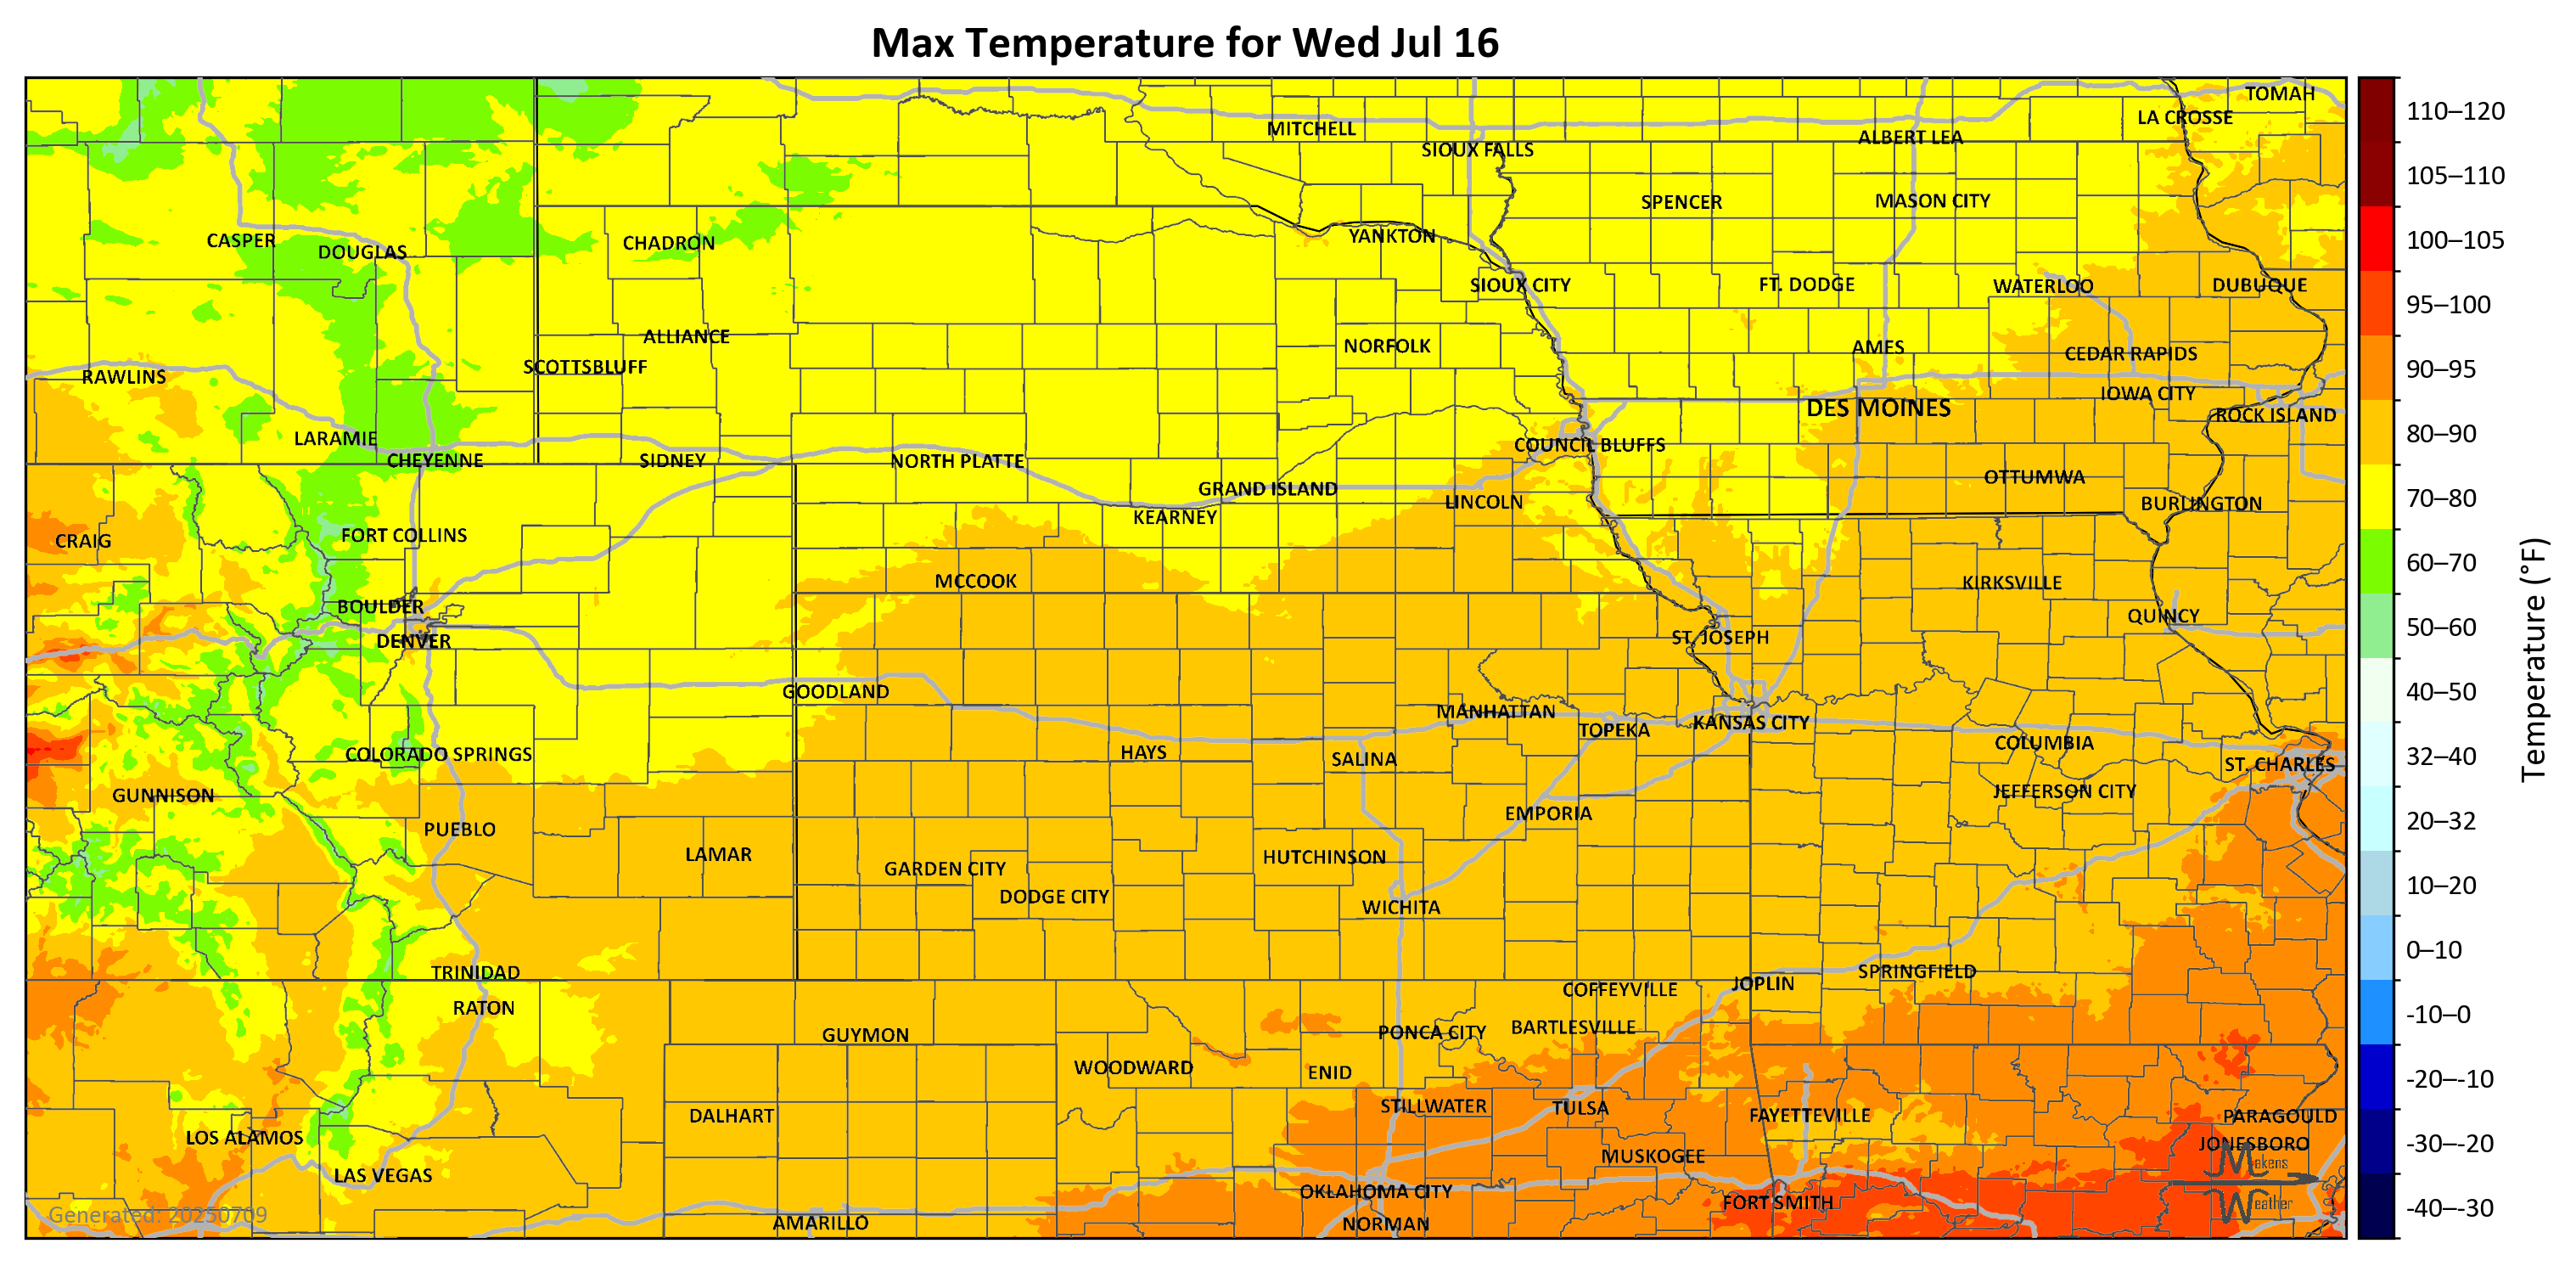 Max Temperature for Wed Jul 16
TOMAH
LA CROSSE
MITCHELL
ALBERT LEA
SIOUX FALLS
SPENCER
MASON CITY
CASPER
DOUGLAS
CHADRON
YANKTON
SIOUX CITY
FT. DODGE
WATERLOO
DUBUQUE
ALLIANCE
NORFOLK
AMES
CEDAR RAPIDS
SCOTTSBLUFF
RAWLINS
IOWA CITY
DES MOINES
ROCK ISLAND
LARAMIE
COUNCIL BLUFFS
CHEYENNE
SIDNEY
NORTH PLATTE
OTTUMWA
GRAND ISLAND
LINCOLN
BURLINGTON
KEARNEY
FORT COLLINS
CRAIG
MCCOOK
KIRKSVILLE
BOULDER
QUINCY
DENVER
ST. JOSEPH
GOODLAND
MANHATTAN
TOPEKA
KANSAS CITY
COLUMBIA
COLORADO SPRINGS
HAYS
SALINA
ST. CHARLES
GUNNISON
JEFFERSON CITY
EMPORIA
PUEBLO
LAMAR
HUTCHINSON
GARDEN CITY
DODGE CITY
WICHITA
TRINIDAD
SPRINGFIELD
JOPLIN
COFFEYVILLE
RATON
GUYMON
PONCA CITY
BARTLESVILLE
WOODWARD
ENID
DALHART
STILLWATER
TULSA
FAYETTEVILLE
PARAGOULD
LOS ALAMOS
JONESBORO
MUSKOGEE
LAS VEGAS
OKLAHOMA CITY
FORT SMITH
AMARILLO
NORMAN
Generated: 20250709
Makens
Weather
110–120
105–110
100–105
95–100
90–95
80–90
70–80
60–70
50–60
40–50
32–40
20–32
10–20
0–10
-10–0
-20–-10
-30–-20
-40–-30
Temperature (°F)